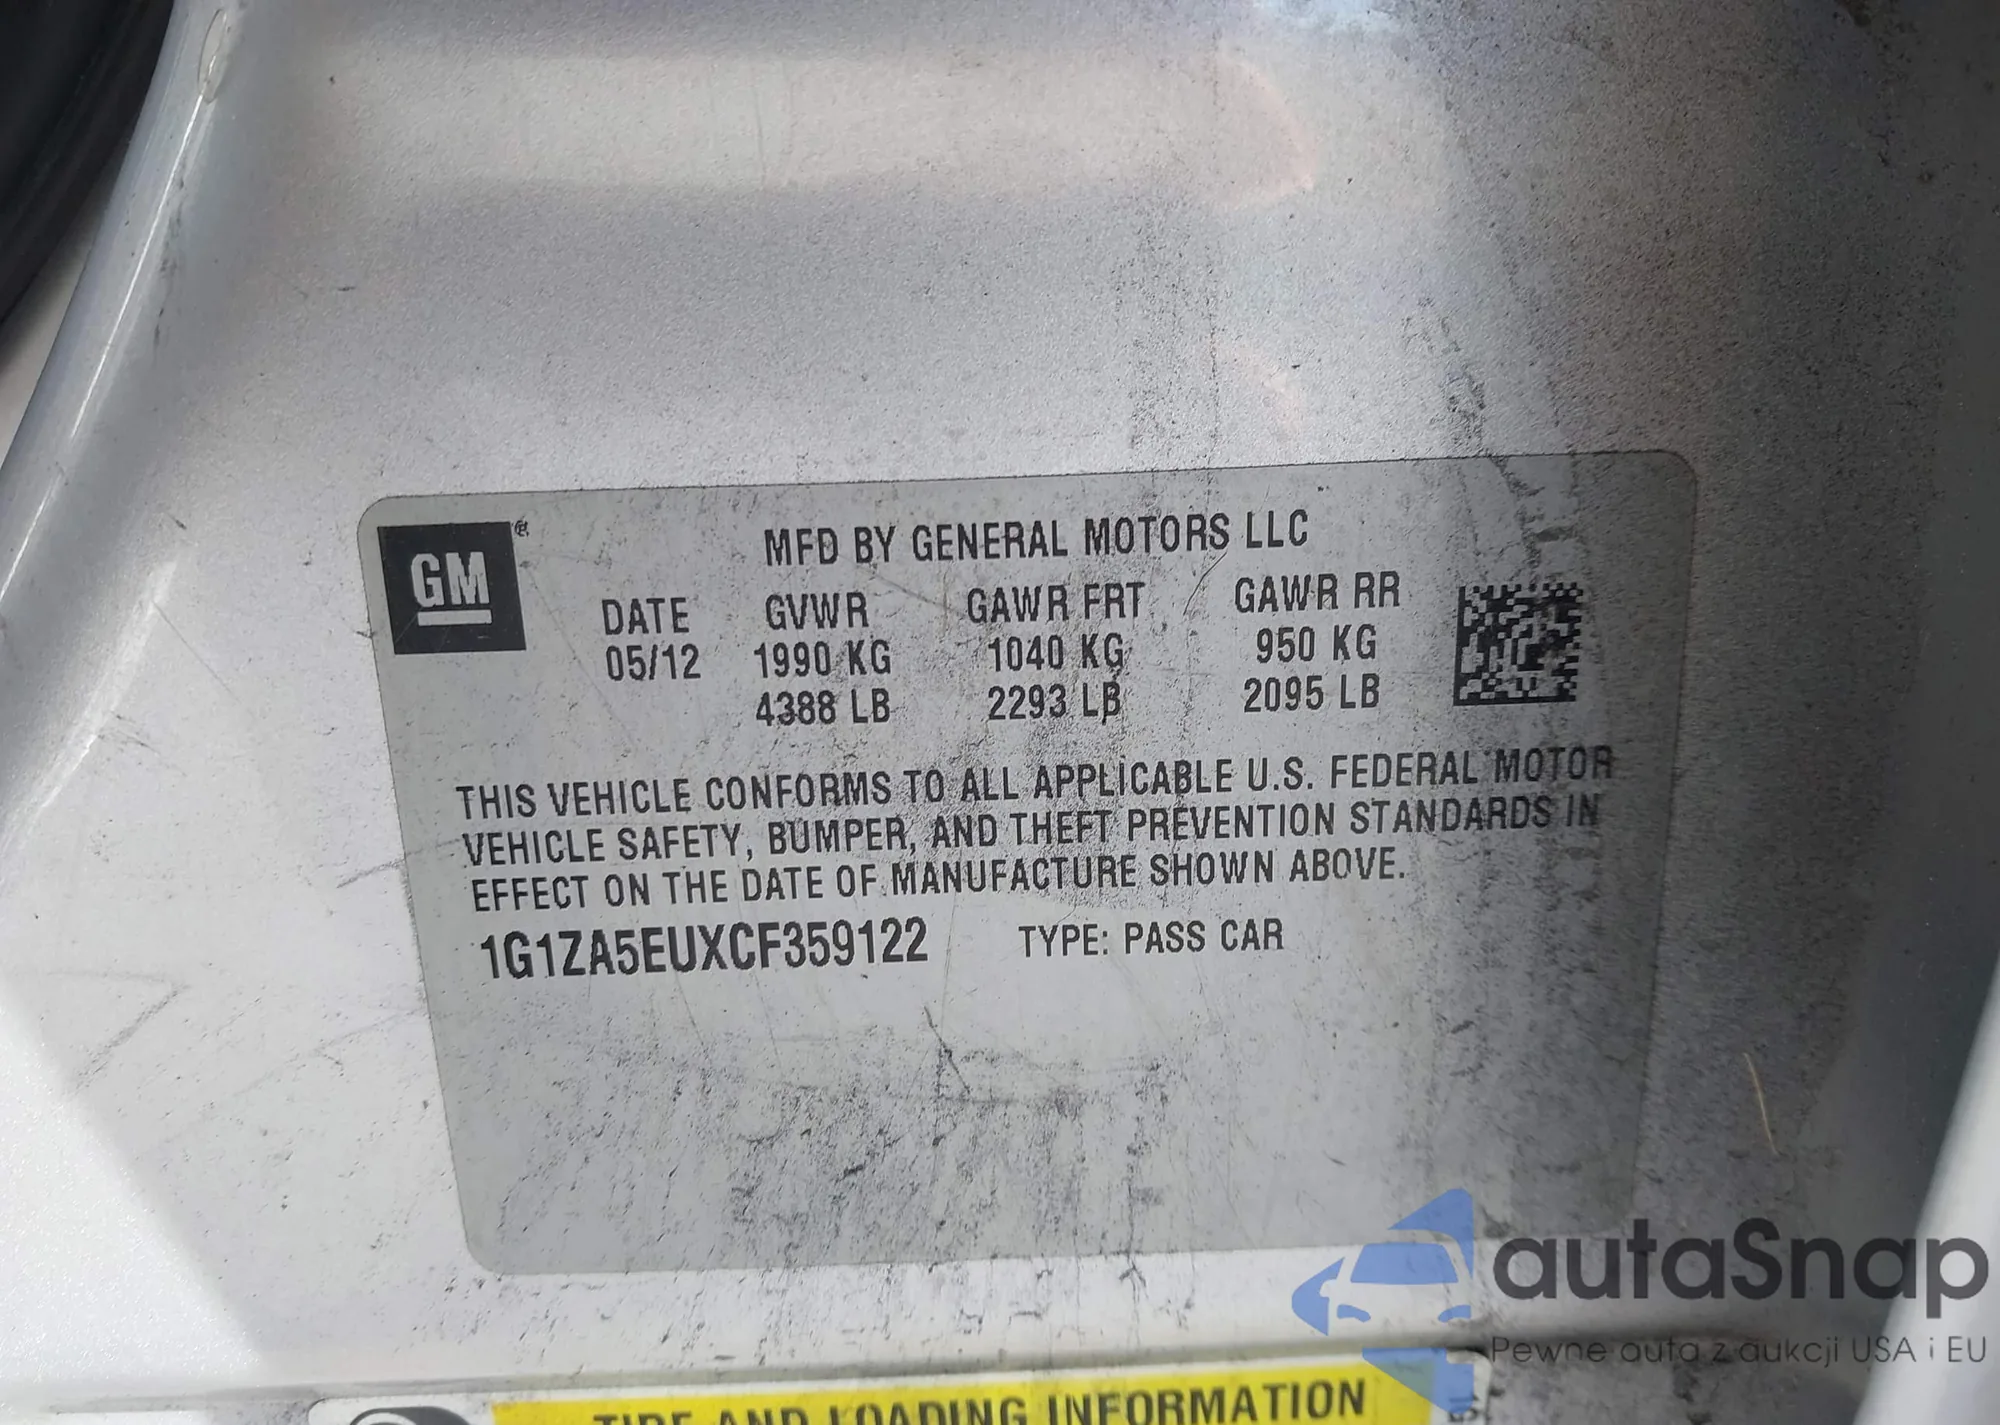 GM®
MFD BY GENERAL MOTORS LLC
DATE GVWR GAWR FRT GAWR RR
05/12 1990 KG 1040 KG 950 KG
4388 LB 2293 LB 2095 LB
THIS VEHICLE CONFORMS TO ALL APPLICABLE U.S. FEDERAL MOTOR
VEHICLE SAFETY, BUMPER, AND THEFT PREVENTION STANDARDS IN
EFFECT ON THE DATE OF MANUFACTURE SHOWN ABOVE.
1G1ZA5EUXCF359122 TYPE: PASS CAR
autaSnap
Pewne auta z aukcji USA i EU
TIRE AND LOADING INFORMATION